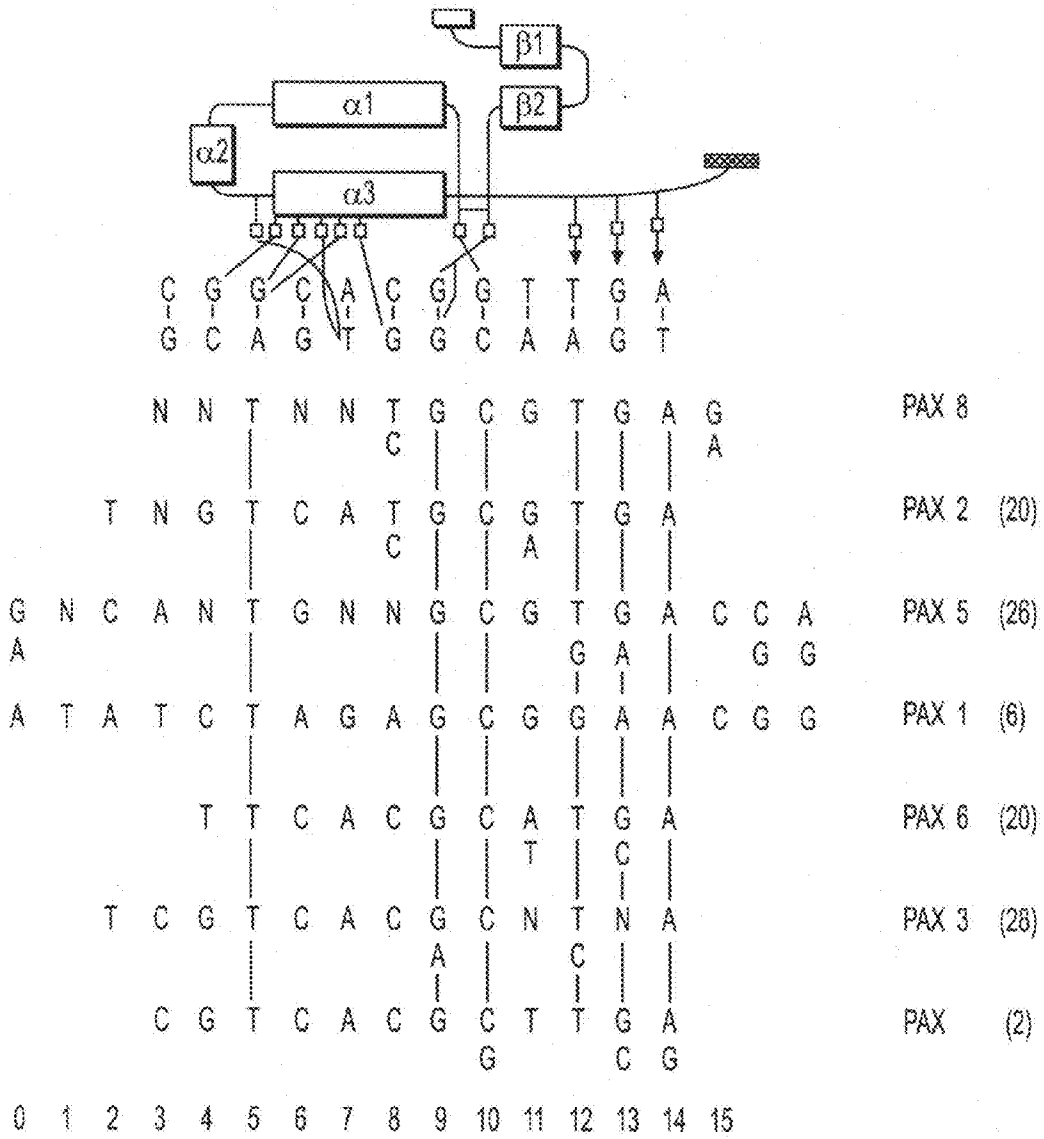 β1
α1
β2
α2
α3
C G G C A C G G T T G A
G C A G T G G C A A G T
N N T N N T G C G T G A G PAX 8
C A
T N G T C A T G C G T G A PAX 2 (20)
C A
G N C A N T G N N G C G T G A C C A PAX 5 (26)
A G A G G
A T A T C T A G A G C G G A A C G G PAX 1 (6)
T T C A C G C A T G A PAX 6 (20)
T C
T C G T C A C G C N T N A PAX 3 (28)
A C
C G T C A C G C T T G A PAX (2)
G C G
0 1 2 3 4 5 6 7 8 9 10 11 12 13 14 15